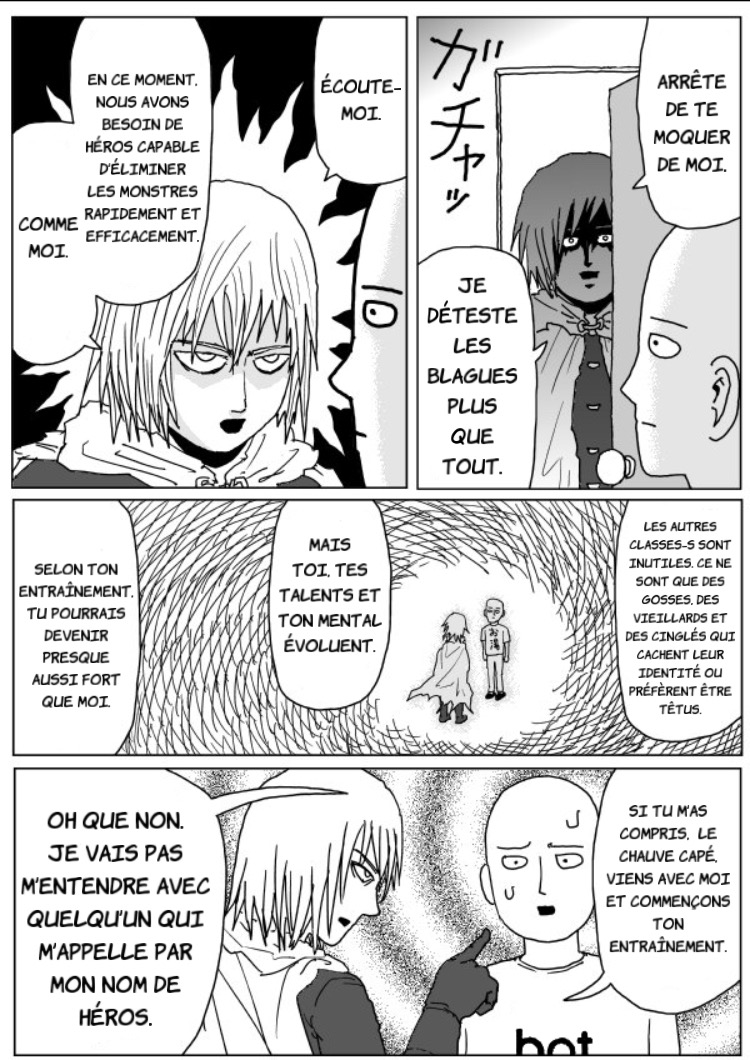 ARRÊTE
DE TE
MOQUER
DE MOI.
ガチャッ
JE
DÉTESTE
LES
BLAGUES
PLUS
QUE
TOUT.
ÉCOUTE-
MOI.
EN CE MOMENT,
NOUS AVONS
BESOIN DE
HÉROS CAPABLE
D'ÉLIMINER
LES MONSTRES
RAPIDEMENT ET
EFFICACEMENT.
COMME
MOI.
LES AUTRES
CLASSES-S SONT
INUTILES. CE NE
SONT QUE DES
GOSSES, DES
VIEILLARDS ET
DES CINGLÉS QUI
CACHENT LEUR
IDENTITÉ OU
PRÉFÈRENT ÊTRE
TÊTUS.
MAIS
TOI, TES
TALENTS ET
TON MENTAL
ÉVOLUENT.
お湯
SELON TON
ENTRAÎNEMENT,
TU POURRAIS
DEVENIR
PRESQUE
AUSSI FORT
QUE MOI.
SI TU M'AS
COMPRIS, LE
CHAUVE CAPÉ,
VIENS AVEC MOI
ET COMMENÇONS
TON
ENTRAÎNEMENT.
OH QUE NON.
JE VAIS PAS
M'ENTENDRE AVEC
QUELQU'UN QUI
M'APPELLE PAR
MON NOM DE
HÉROS.
hot